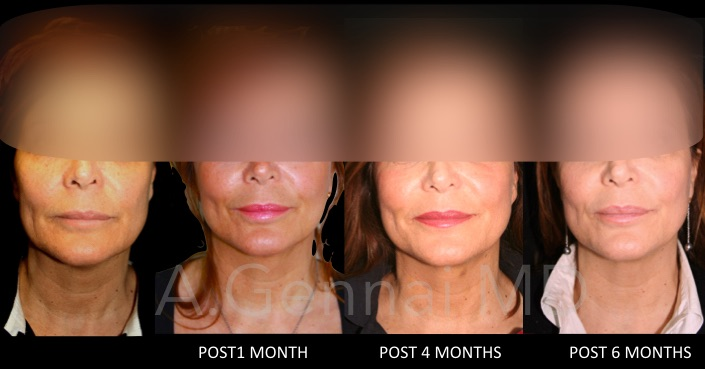 A.Gennai MD
POST1 MONTH
POST 4 MONTHS
POST 6 MONTHS